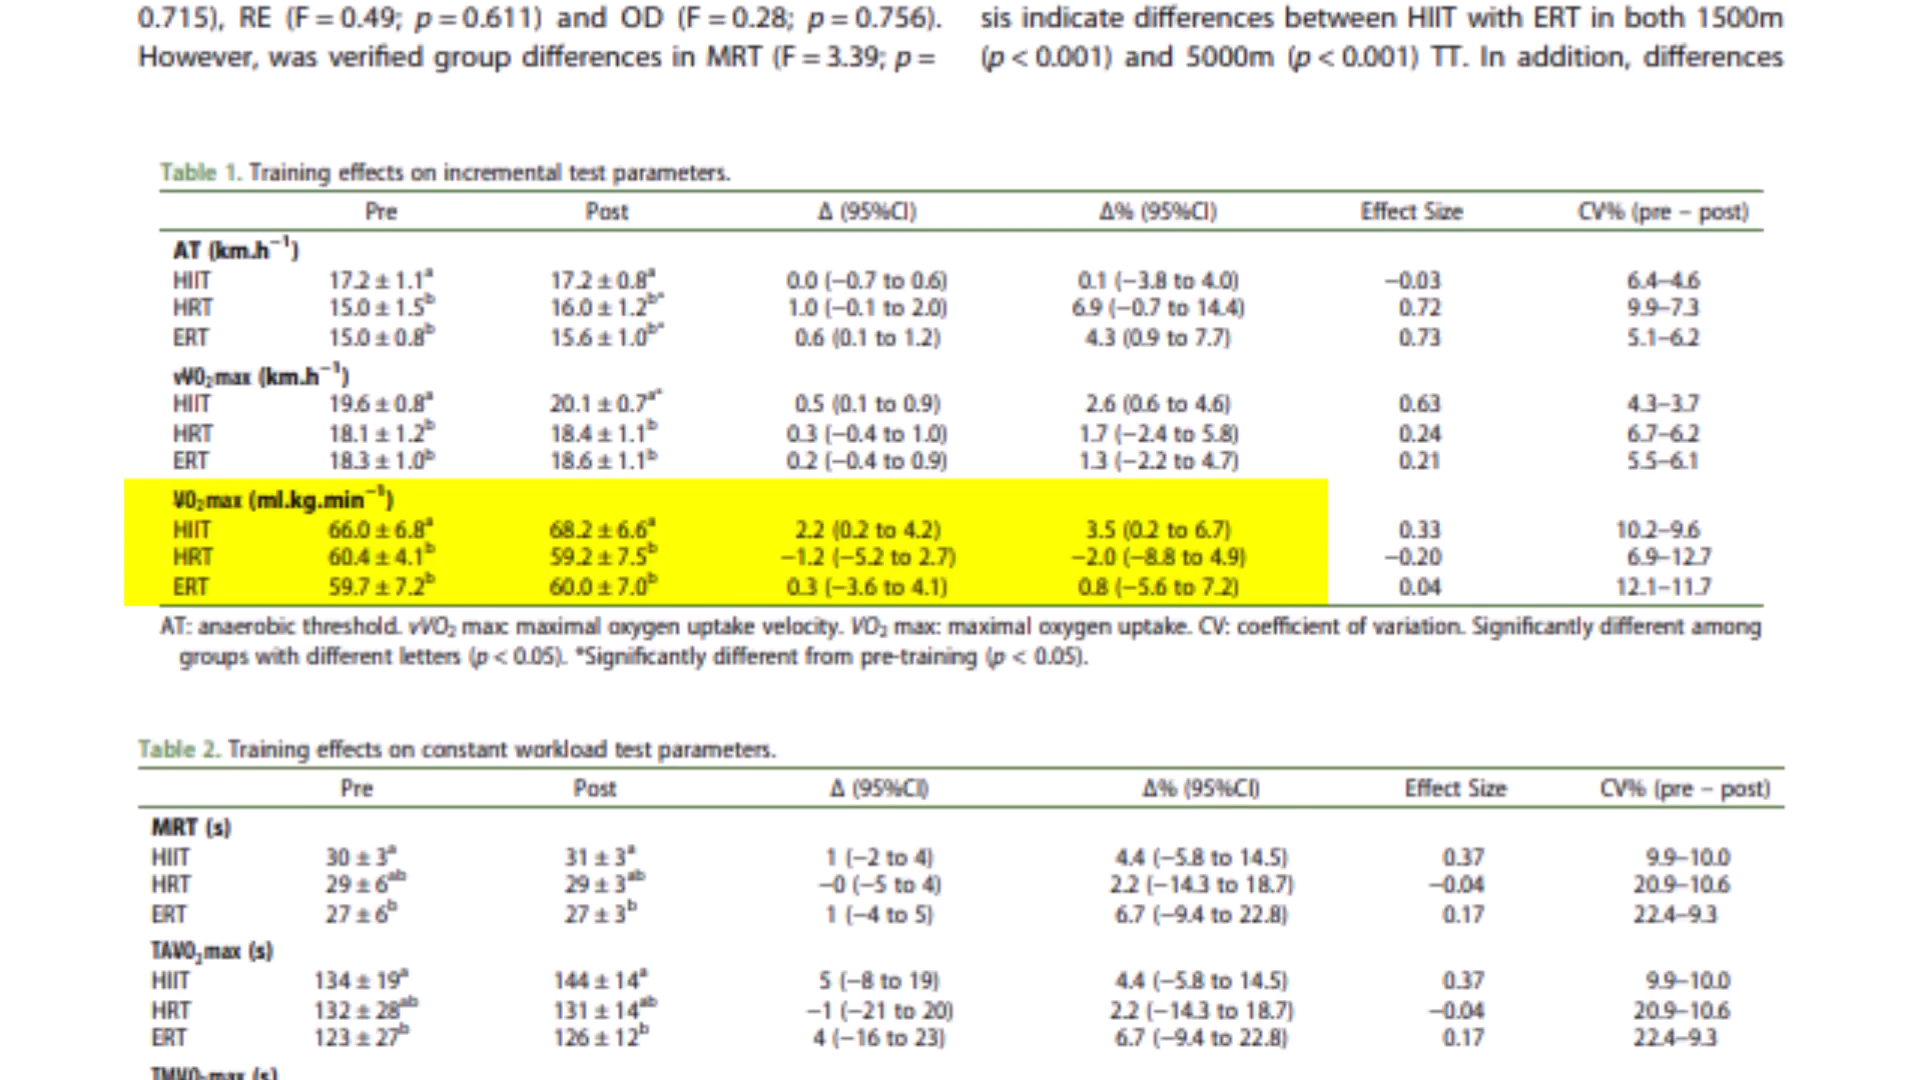 0.715), RE (F = 0.49; p = 0.611) and OD (F = 0.28; p = 0.756).
However, was verified group differences in MRT (F = 3.39; p =
sis indicate differences between HIIT with ERT in both 1500m
(p < 0.001) and 5000m (p < 0.001) TT. In addition, differences
Table 1. Training effects on incremental test parameters.
Pre Post Δ (95%CI) Δ% (95%CI) Effect Size CV% (pre – post)
AT (km.h⁻¹)
HIIT 17.2 ± 1.1ᵃ 17.2 ± 0.8ᵃ 0.0 (−0.7 to 0.6) 0.1 (−3.8 to 4.0) −0.03 6.4–4.6
HRT 15.0 ± 1.5ᵇ 16.0 ± 1.2ᵇ* 1.0 (−0.1 to 2.0) 6.9 (−0.7 to 14.4) 0.72 9.9–7.3
ERT 15.0 ± 0.8ᵇ 15.6 ± 1.0ᵇ* 0.6 (0.1 to 1.2) 4.3 (0.9 to 7.7) 0.73 5.1–6.2
vVO₂max (km.h⁻¹)
HIIT 19.6 ± 0.8ᵃ 20.1 ± 0.7ᵃ* 0.5 (0.1 to 0.9) 2.6 (0.6 to 4.6) 0.63 4.3–3.7
HRT 18.1 ± 1.2ᵇ 18.4 ± 1.1ᵇ 0.3 (−0.4 to 1.0) 1.7 (−2.4 to 5.8) 0.24 6.7–6.2
ERT 18.3 ± 1.0ᵇ 18.6 ± 1.1ᵇ 0.2 (−0.4 to 0.9) 1.3 (−2.2 to 4.7) 0.21 5.5–6.1
VO₂max (ml.kg.min⁻¹)
HIIT 66.0 ± 6.8ᵃ 68.2 ± 6.6ᵃ 2.2 (0.2 to 4.2) 3.5 (0.2 to 6.7) 0.33 10.2–9.6
HRT 60.4 ± 4.1ᵇ 59.2 ± 7.5ᵇ −1.2 (−5.2 to 2.7) −2.0 (−8.8 to 4.9) −0.20 6.9–12.7
ERT 59.7 ± 7.2ᵇ 60.0 ± 7.0ᵇ 0.3 (−3.6 to 4.1) 0.8 (−5.6 to 7.2) 0.04 12.1–11.7
AT: anaerobic threshold. vVO₂ max: maximal oxygen uptake velocity. VO₂ max: maximal oxygen uptake. CV: coefficient of variation. Significantly different among
groups with different letters (p < 0.05). *Significantly different from pre-training (p < 0.05).
Table 2. Training effects on constant workload test parameters.
Pre Post Δ (95%CI) Δ% (95%CI) Effect Size CV% (pre – post)
MRT (s)
HIIT 30 ± 3ᵃ 31 ± 3ᵃ 1 (−2 to 4) 4.4 (−5.8 to 14.5) 0.37 9.9–10.0
HRT 29 ± 6ᵃᵇ 29 ± 3ᵃᵇ −0 (−5 to 4) 2.2 (−14.3 to 18.7) −0.04 20.9–10.6
ERT 27 ± 6ᵇ 27 ± 3ᵇ 1 (−4 to 5) 6.7 (−9.4 to 22.8) 0.17 22.4–9.3
TAVO₂max (s)
HIIT 134 ± 19ᵃ 144 ± 14ᵃ 5 (−8 to 19) 4.4 (−5.8 to 14.5) 0.37 9.9–10.0
HRT 132 ± 28ᵃᵇ 131 ± 14ᵃᵇ −1 (−21 to 20) 2.2 (−14.3 to 18.7) −0.04 20.9–10.6
ERT 123 ± 27ᵇ 126 ± 12ᵇ 4 (−16 to 23) 6.7 (−9.4 to 22.8) 0.17 22.4–9.3
TMVO₂max (s)